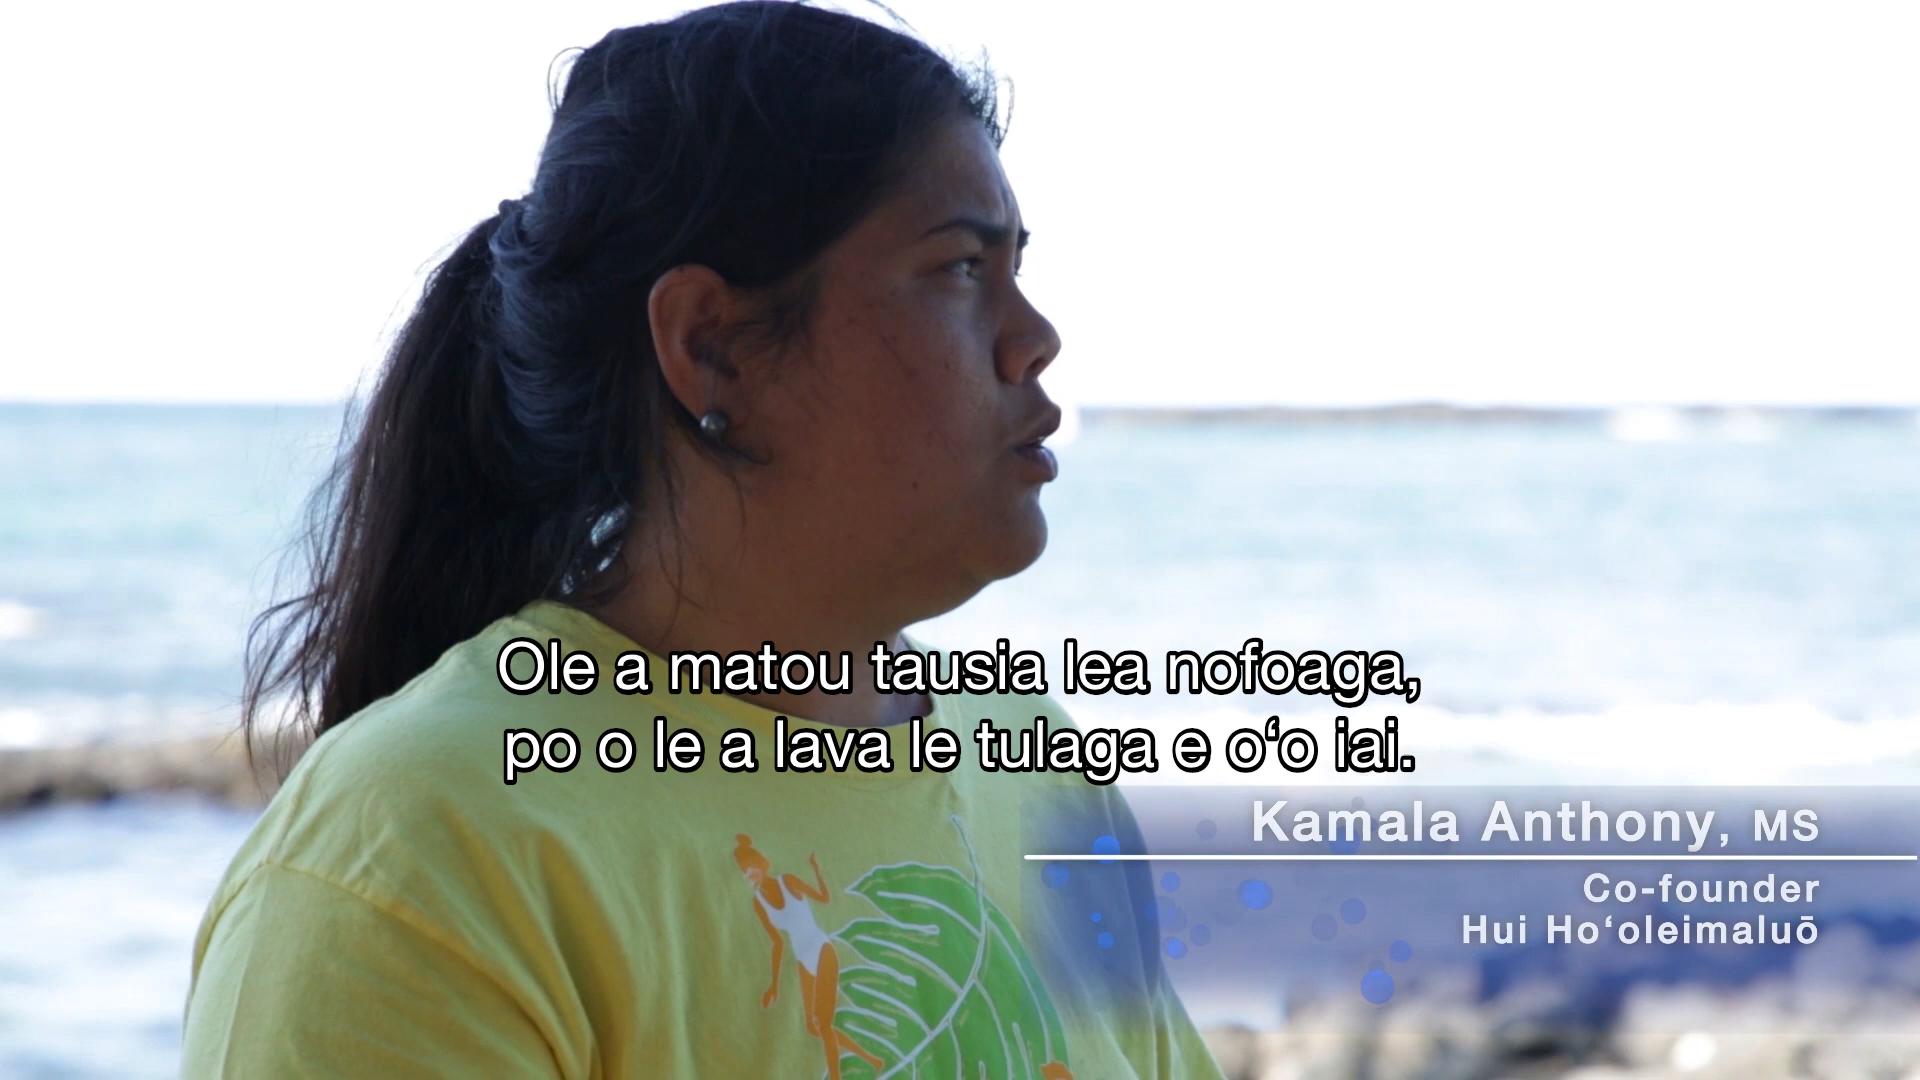 Ole a matou tausia lea nofoaga,
po o le a lava le tulaga e oʻo iai.
Kamala Anthony, MS
Co-founder
Hui Hoʻoleimaluō